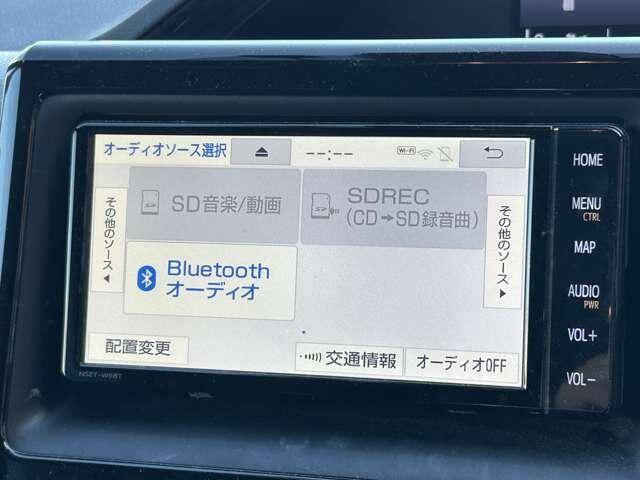 オーディオソース選択
--:--
Wi-Fi
HOME
MENU
CTRL
MAP
AUDIO
PWR
VOL+
VOL-
その他のソース
SD音楽/動画
SDREC
(CD→SD録音曲)
その他のソース
Bluetooth
オーディオ
配置変更
交通情報
オーディオOFF
NSZT-W68T